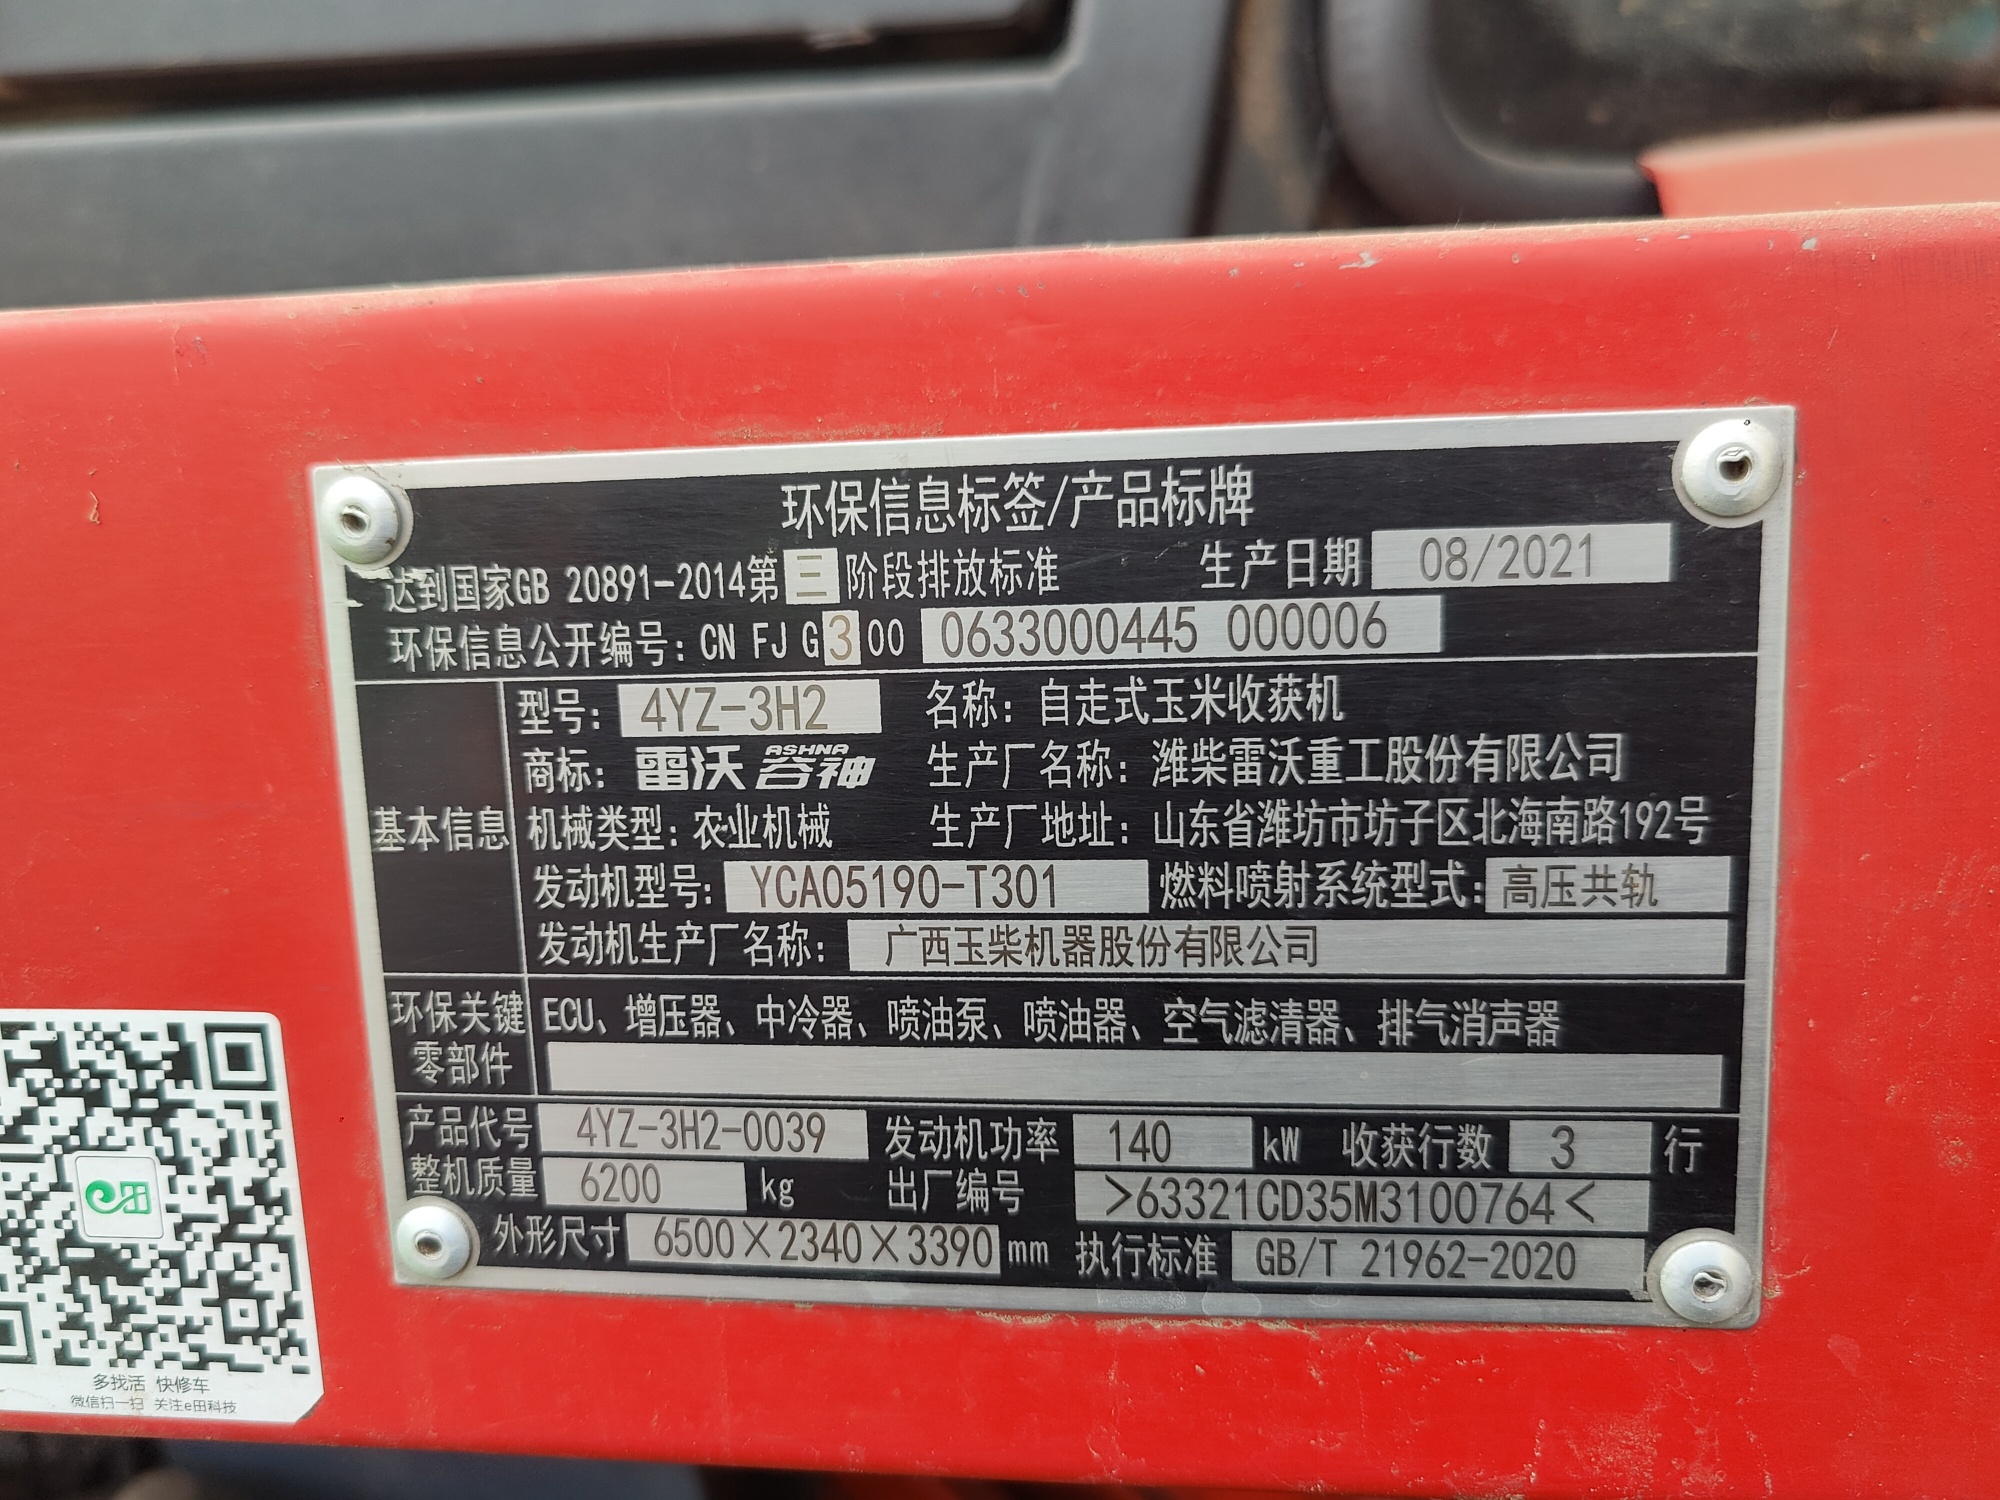 环保信息标签/产品标牌
达到国家GB 20891-2014第三阶段排放标准 生产日期 08/2021
环保信息公开编号：CN FJ G3 00 0633000445 000006
基本信息
型号：4YZ-3H2 名称：自走式玉米收获机
商标：雷沃 谷神 ASHNA 生产厂名称：潍柴雷沃重工股份有限公司
机械类型：农业机械 生产厂地址：山东省潍坊市坊子区北海南路192号
发动机型号：YCA05190-T301 燃料喷射系统型式：高压共轨
发动机生产厂名称：广西玉柴机器股份有限公司
环保关键零部件
ECU、增压器、中冷器、喷油泵、喷油器、空气滤清器、排气消声器
产品代号 4YZ-3H2-0039 发动机功率 140 kW 收获行数 3 行
整机质量 6200 kg 出厂编号 >63321CD35M3100764<
外形尺寸 6500×2340×3390 mm 执行标准 GB/T 21962-2020
多找活 快修车
微信扫一扫 关注e田科技